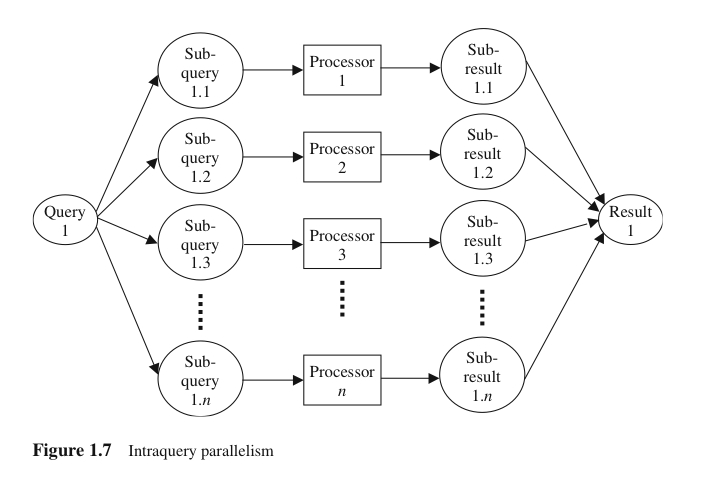 Sub-
query
1.1
Processor
1
Sub-
result
1.1
Sub-
query
1.2
Processor
2
Sub-
result
1.2
Query
1
Sub-
query
1.3
Processor
3
Sub-
result
1.3
Result
1
Sub-
query
1.n
Processor
n
Sub-
result
1.n
Figure 1.7 Intraquery parallelism